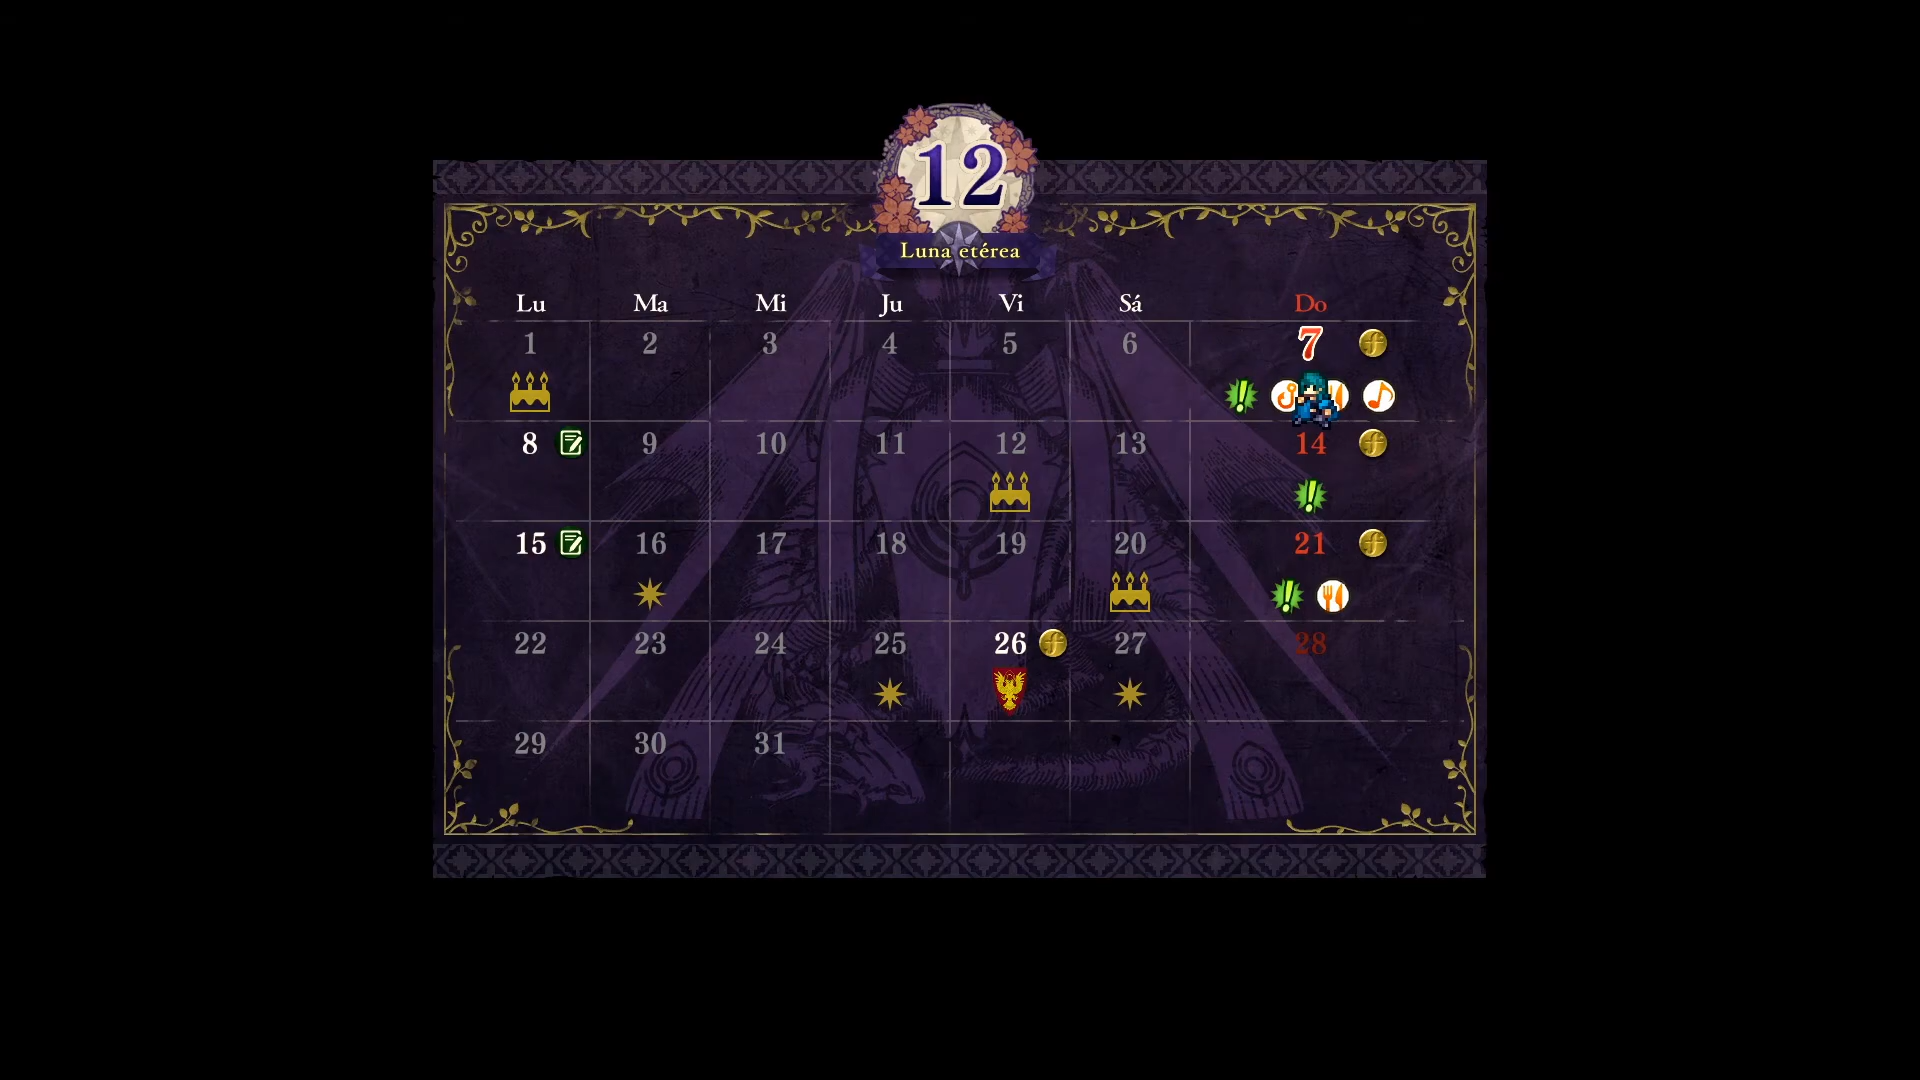 12
Luna etérea
Lu Ma Mi Ju Vi Sá Do
1 2 3 4 5 6 7
8 9 10 11 12 13 14
15 16 17 18 19 20 21
22 23 24 25 26 27 28
29 30 31